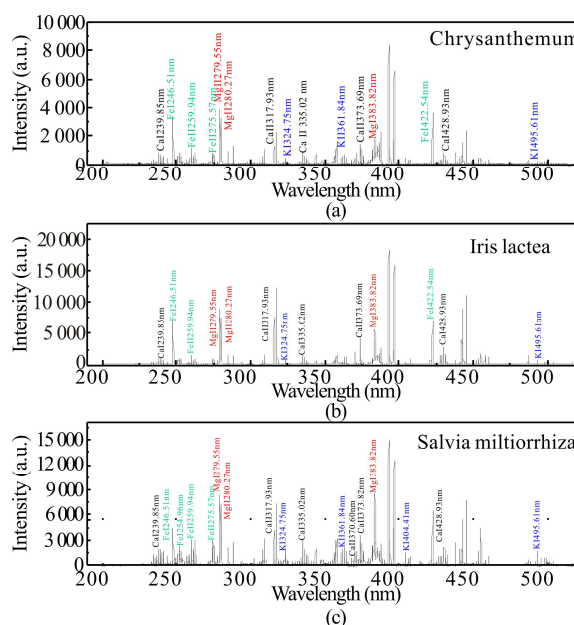 Chrysanthemum
Intensity (a.u.)
10 000
8 000
6 000
4 000
2 000
0
CaI239.85nm
FeI246.51nm
FeII259.94nm
FeII275.57nm
MgII279.55nm
MgII280.27nm
CaII317.93nm
KI324.75nm
Ca II 335.02 nm
KII361.84nm
CaII373.69nm
MgI383.82nm
FeI422.54nm
CaI428.93nm
KI495.61nm
200 250 300 350 400 450 500
Wavelength (nm)
(a)
Iris lactea
Intensity (a.u.)
20 000
15 000
10 000
5 000
0
CaI239.85nm
FeI246.51nm
FeII259.94nm
MgII279.55nm
MgII280.27nm
CaII317.93nm
KI324.75nm
CaI335.02nm
CaII373.69nm
MgI383.82nm
FeI422.54nm
CaI428.93nm
KI495.61nm
200 250 300 350 400 450 500
Wavelength (nm)
(b)
Salvia miltiorrhiza
Intensity (a.u.)
15 000
12 000
9 000
6 000
3 000
0
CaI239.85nm
FeI246.51nm
FeI254.96nm
FeII259.94nm
FeII275.57nm
MgII279.55nm
MgII280.27nm
CaII317.93nm
KI324.75nm
CaI335.02nm
KII361.84nm
CaII370.60nm
CaII373.82nm
MgI383.82nm
KI404.41nm
CaI428.93nm
KI495.61nm
200 250 300 350 400 450 500
Wavelength (nm)
(c)